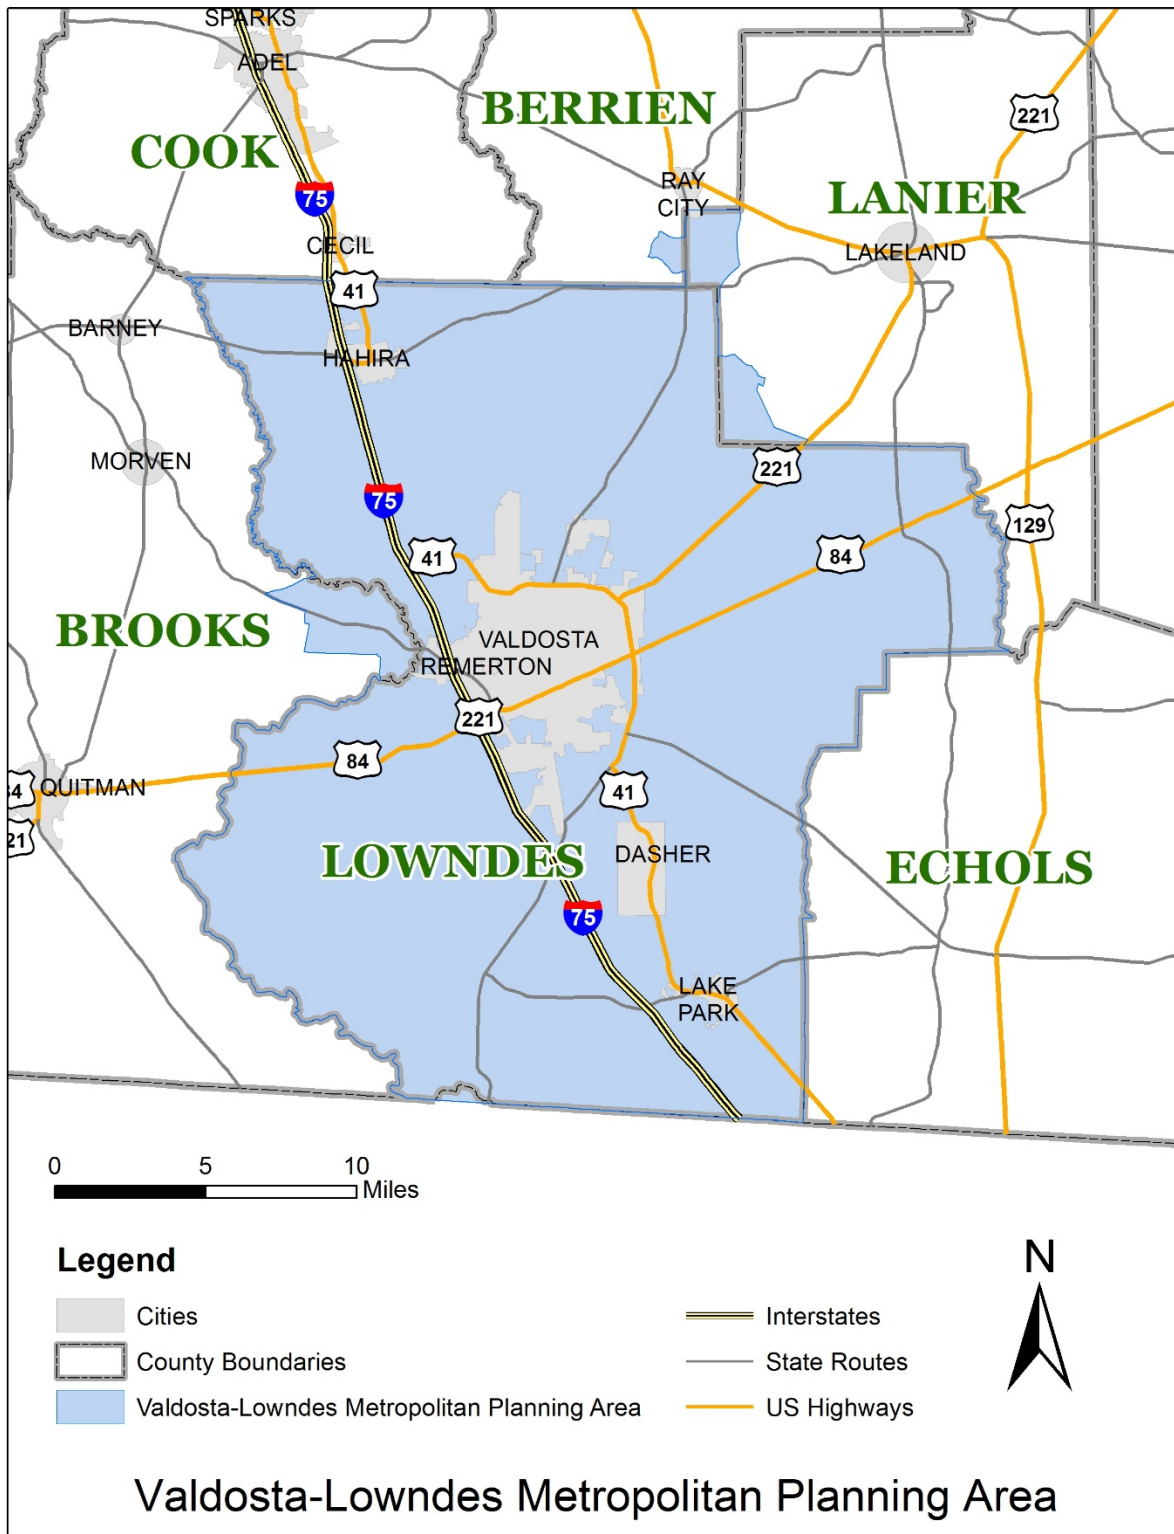 SPARKS
ADEL
BERRIEN
221
COOK
RAY
CITY
75
LANIER
CECIL
LAKELAND
41
BARNEY
HAHIRA
MORVEN
221
75
129
41
84
BROOKS
VALDOSTA
REMERTON
221
84
84
QUITMAN
41
21
DASHER
LOWNDES
ECHOLS
75
LAKE
PARK
0 5 10
Miles
N
Legend
Cities
County Boundaries
Valdosta-Lowndes Metropolitan Planning Area
Interstates
State Routes
US Highways
Valdosta-Lowndes Metropolitan Planning Area